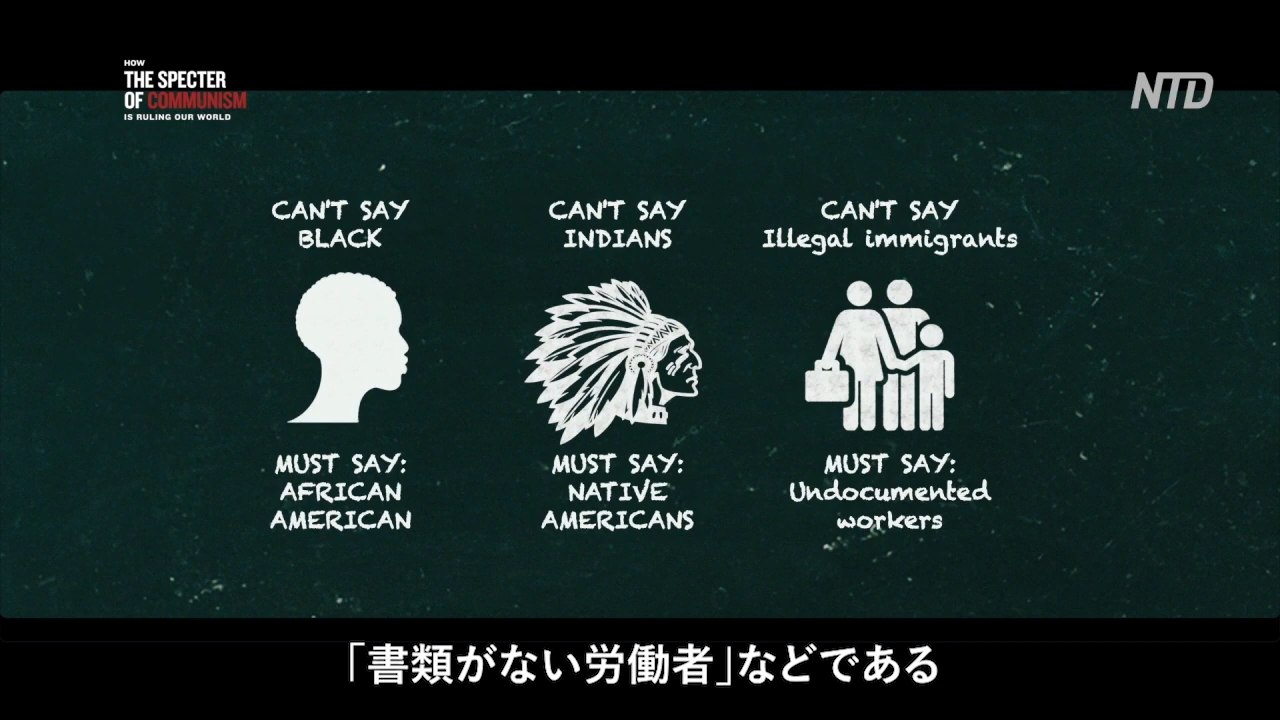 HOW
THE SPECTER
OF COMMUNISM
IS RULING OUR WORLD
NTD
CAN'T SAY
BLACK
CAN'T SAY
INDIANS
CAN'T SAY
Illegal immigrants
MUST SAY:
AFRICAN
AMERICAN
MUST SAY:
NATIVE
AMERICANS
MUST SAY:
Undocumented
workers
「書類がない労働者」などである